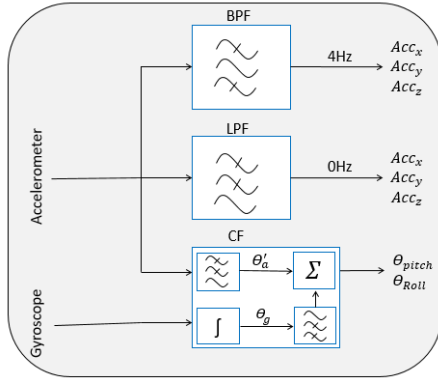 BPF
4Hz
Acc_x
Acc_y
Acc_z
LPF
0Hz
Acc_x
Acc_y
Acc_z
Accelerometer
CF
θ′_a
Σ
θ_pitch
θ_Roll
Gyroscope
∫
θ_g